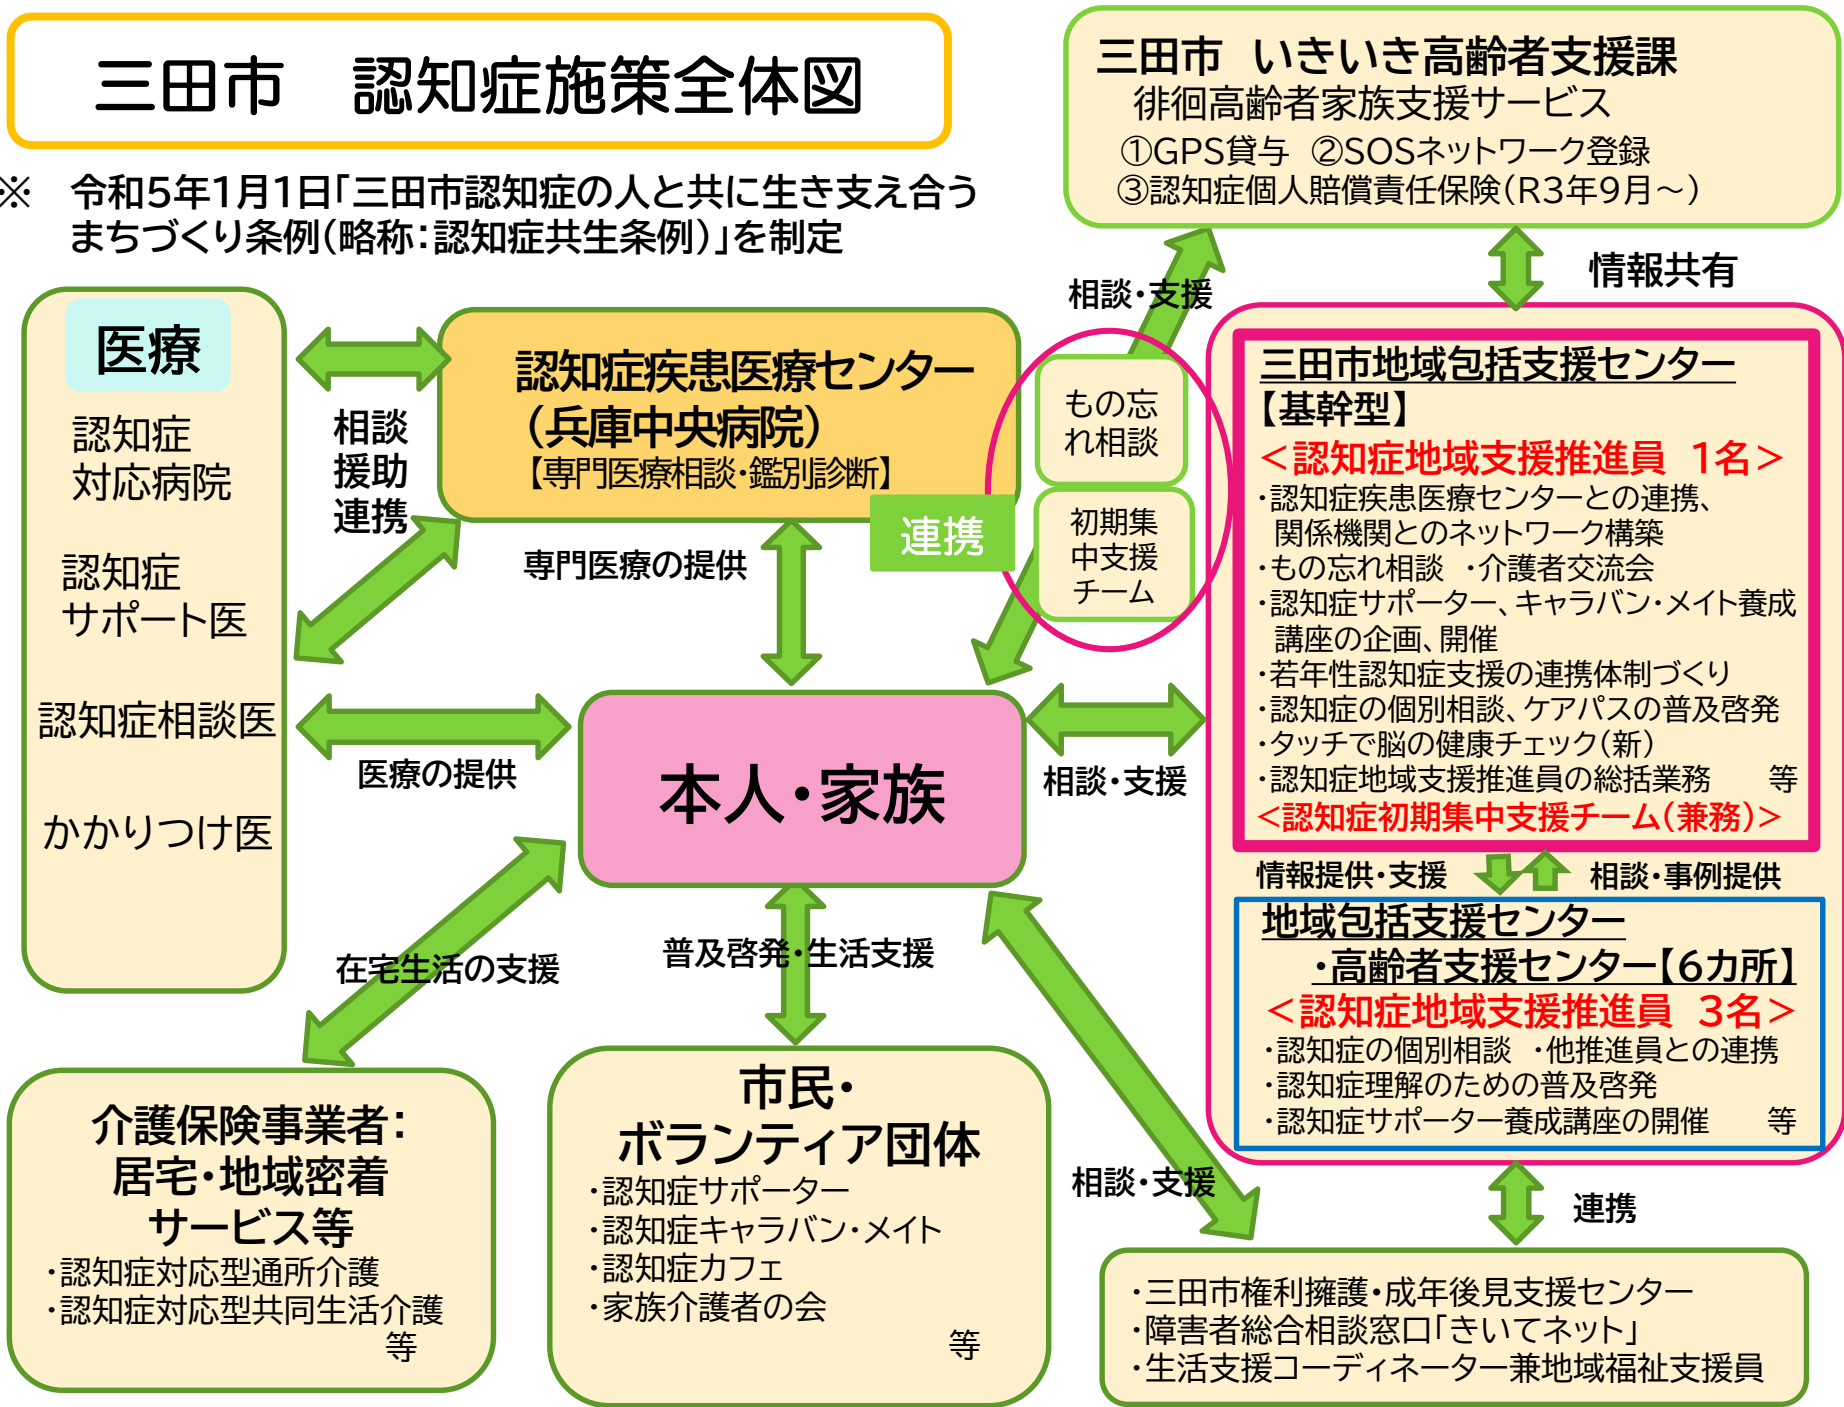 三田市　認知症施策全体図
※　令和5年1月1日「三田市認知症の人と共に生き支え合う
まちづくり条例(略称：認知症共生条例)」を制定
三田市　いきいき高齢者支援課
徘徊高齢者家族支援サービス
①GPS貸与　②SOSネットワーク登録
③認知症個人賠償責任保険(R3年9月～)
相談・支援
情報共有
医療
認知症
対応病院
認知症
サポート医
認知症相談医
かかりつけ医
相談
援助
連携
認知症疾患医療センター
(兵庫中央病院)
【専門医療相談・鑑別診断】
連携
もの忘
れ相談
初期集
中支援
チーム
専門医療の提供
医療の提供
本人・家族
相談・支援
三田市地域包括支援センター
【基幹型】
＜認知症地域支援推進員　1名＞
・認知症疾患医療センターとの連携、
関係機関とのネットワーク構築
・もの忘れ相談　・介護者交流会
・認知症サポーター、キャラバン・メイト養成
講座の企画、開催
・若年性認知症支援の連携体制づくり
・認知症の個別相談、ケアパスの普及啓発
・タッチで脳の健康チェック(新)
・認知症地域支援推進員の総括業務　　等
＜認知症初期集中支援チーム(兼務)＞
情報提供・支援
相談・事例提供
地域包括支援センター
・高齢者支援センター【6カ所】
＜認知症地域支援推進員　3名＞
・認知症の個別相談　・他推進員との連携
・認知症理解のための普及啓発
・認知症サポーター養成講座の開催　　等
在宅生活の支援
普及啓発・生活支援
相談・支援
連携
介護保険事業者：
居宅・地域密着
サービス等
・認知症対応型通所介護
・認知症対応型共同生活介護
等
市民・
ボランティア団体
・認知症サポーター
・認知症キャラバン・メイト
・認知症カフェ
・家族介護者の会
等
・三田市権利擁護・成年後見支援センター
・障害者総合相談窓口「きいてネット」
・生活支援コーディネーター兼地域福祉支援員